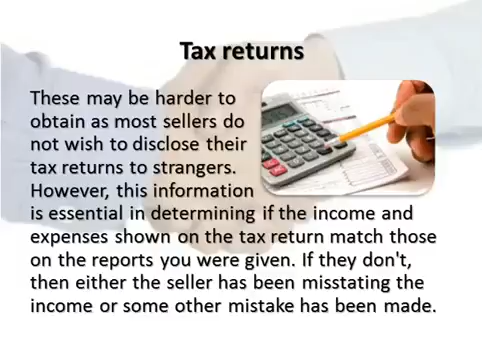 Tax returns
These may be harder to
obtain as most sellers do
not wish to disclose their
tax returns to strangers.
However, this information
is essential in determining if the income and
expenses shown on the tax return match those
on the reports you were given. If they don't,
then either the seller has been misstating the
income or some other mistake has been made.